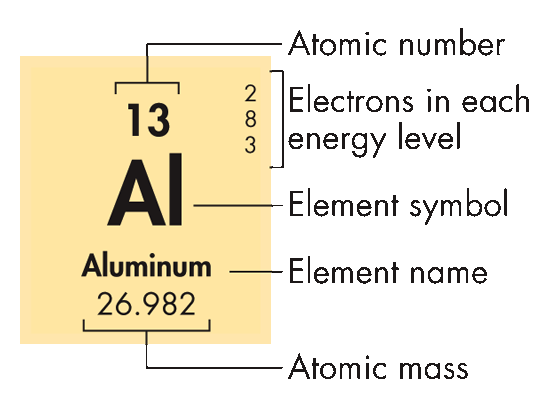 Atomic number
13
2
8
3
Electrons in each
energy level
Al
Element symbol
Aluminum
Element name
26.982
Atomic mass